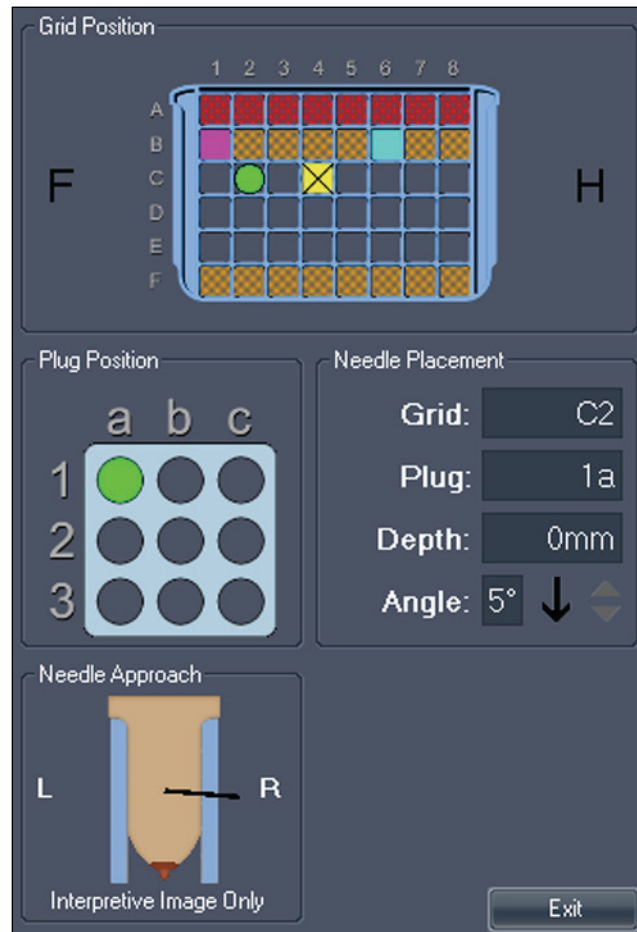 Grid Position
1 2 3 4 5 6 7 8
A
B
F C H
D
E
F
Plug Position
a b c
1
2
3
Needle Placement
Grid: C2
Plug: 1a
Depth: 0mm
Angle: 5°
Needle Approach
L R
Interpretive Image Only
Exit